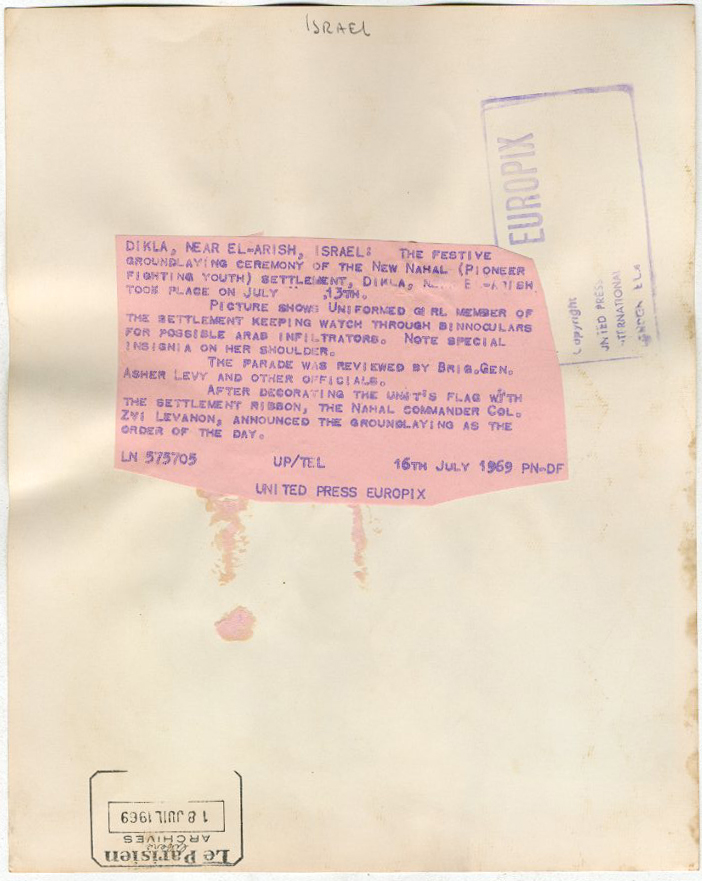 ISRAEL
EUROPIX
Copyright
UNITED PRESS
INTERNATIONAL
DIKLA, NEAR EL-ARISH, ISRAEL: THE FESTIVE
GROUNDLAYING CEREMONY OF THE NEW NAHAL (PIONEER
FIGHTING YOUTH) SETTLEMENT, DIKLA,
TOOK PLACE ON JULY 13TH.
PICTURE SHOWS UNIFORMED GIRL MEMBER OF
THE SETTLEMENT KEEPING WATCH THROUGH BINNOCULARS
FOR POSSIBLE ARAB INFILTRATORS. NOTE SPECIAL
INSIGNIA ON HER SHOULDER.
THE PARADE WAS REVIEWED BY BRIG.GEN.
ASHER LEVY AND OTHER OFFICIALS.
AFTER DECORATING THE UNIT'S FLAG WITH
THE SETTLEMENT RIBBON, THE NAHAL COMMANDER COL.
ZVI LEVANON, ANNOUNCED THE GROUNDLAYING AS THE
ORDER OF THE DAY.
LN 575705 UP/TEL 16TH JULY 1969 PN-DF
UNITED PRESS EUROPIX
Le Parisien
libéré
ARCHIVES
18 JUIL 1969